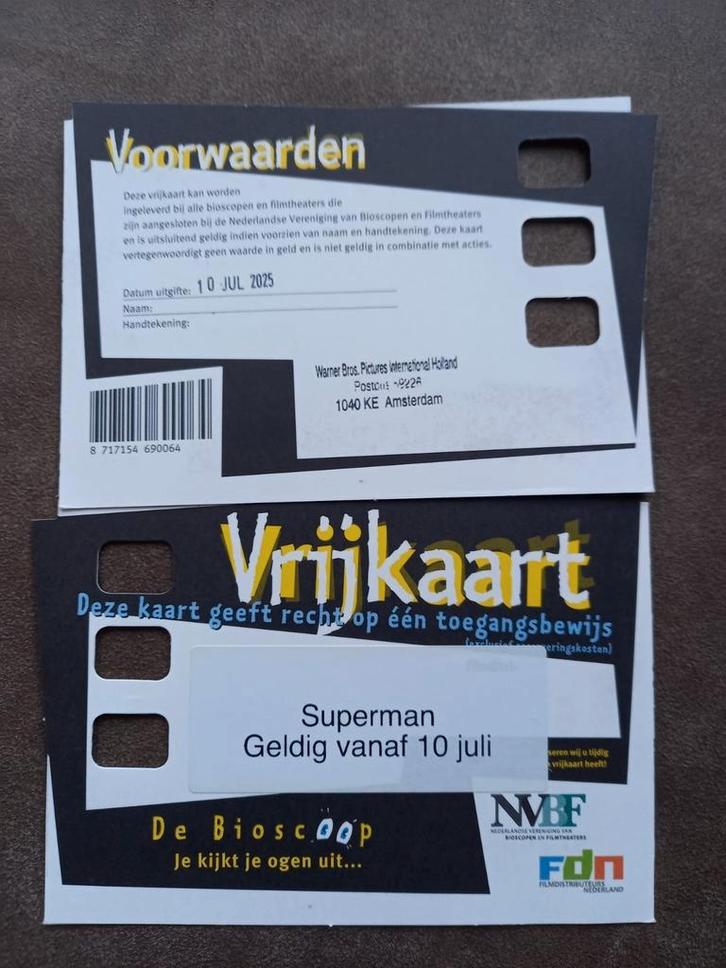 Voorwaarden
Deze vrijkaart kan worden
ingeleverd bij alle bioscopen en filmtheaters die
zijn aangesloten bij de Nederlandse Vereniging van Bioscopen en Filmtheaters
en is uitsluitend geldig indien voorzien van naam en handtekening. Deze kaart
vertegenwoordigt geen waarde in geld en is niet geldig in combinatie met acties.
Datum uitgifte: 10 JUL 2025
Naam:
Handtekening:
Warner Bros. Pictures International Holland
1040 KE Amsterdam
8 717154 690064
Vrijkaart
Deze kaart geeft recht op één toegangsbewijs
Superman
Geldig vanaf 10 juli
wij u tijdig
vrijkaart heeft!
De Bioscoop
Je kijkt je ogen uit...
NVBF
NEDERLANDSE VERENIGING VAN
BIOSCOPEN EN FILMTHEATERS
fdn
FILMDISTRIBUTEURS
NEDERLAND